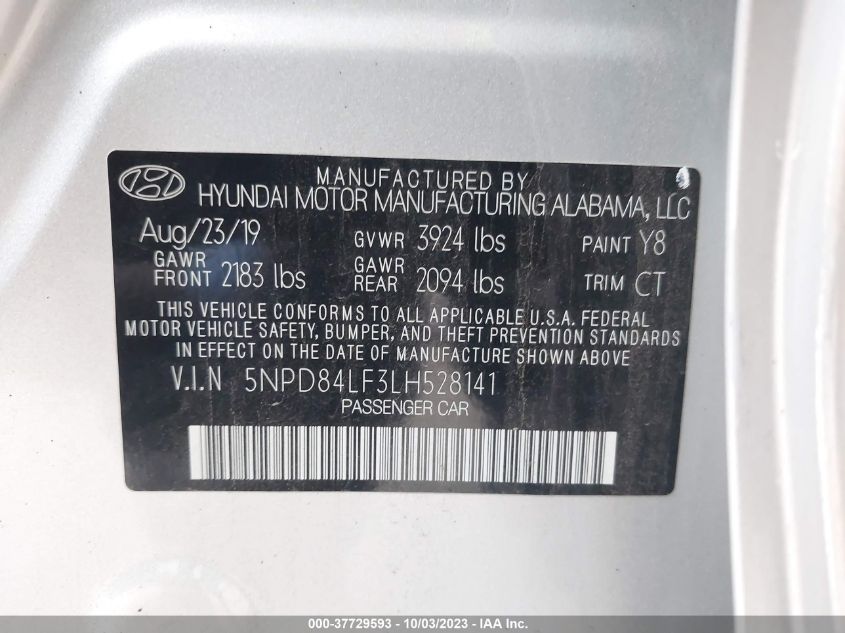 MANUFACTURED BY
HYUNDAI MOTOR MANUFACTURING ALABAMA, LLC
Aug/23/19 GVWR 3924 lbs PAINT Y8
GAWR FRONT 2183 lbs GAWR REAR 2094 lbs TRIM CT
THIS VEHICLE CONFORMS TO ALL APPLICABLE U.S.A. FEDERAL
MOTOR VEHICLE SAFETY, BUMPER, AND THEFT PREVENTION STANDARDS
IN EFFECT ON THE DATE OF MANUFACTURE SHOWN ABOVE
V.I.N 5NPD84LF3LH528141
PASSENGER CAR
000-37729593 - 10/03/2023 - IAA Inc.